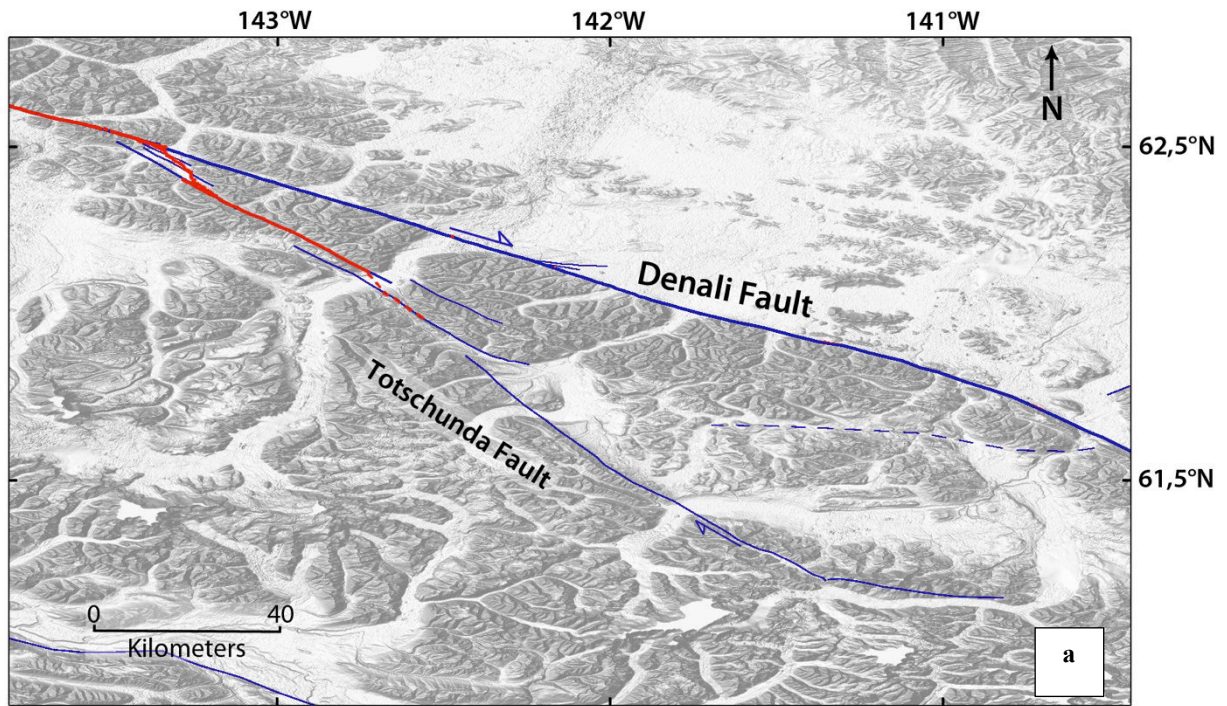 143°W 142°W 141°W
N
62,5°N
Denali Fault
Totschunda Fault
61,5°N
0 40
Kilometers
a